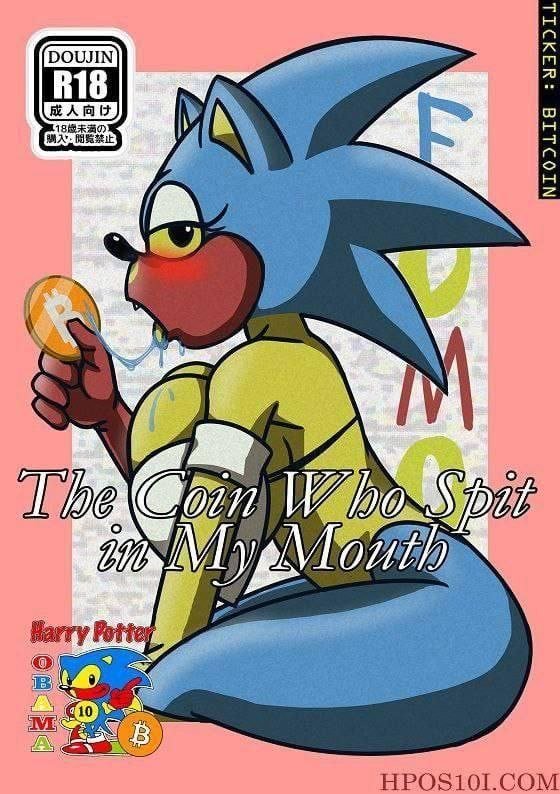 DOUJIN
R18
成人向け
18歳未満の
購入・閲覧禁止
TICKER: BITCOIN
F
O
M
O
The Coin Who Spit
in My Mouth
Harry Potter
OBAMA
10
HPOS10I.COM